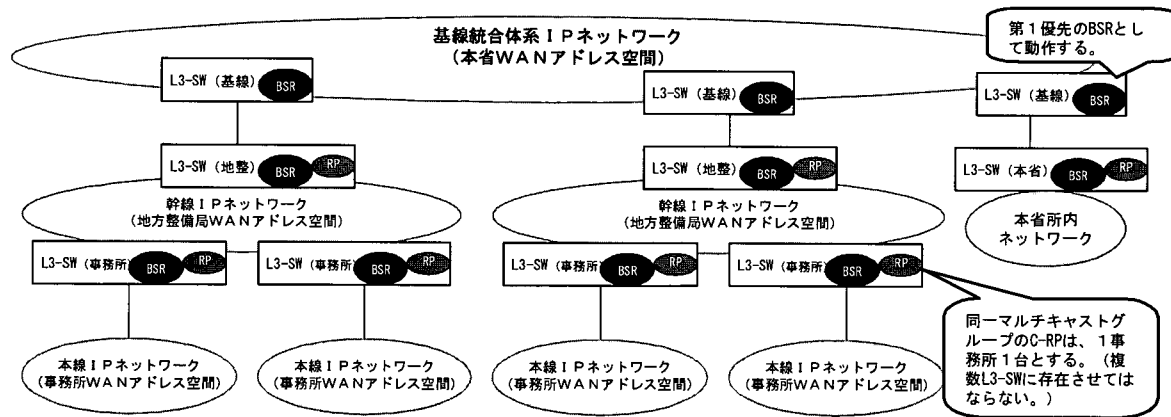 基線統合体系ＩＰネットワーク
(本省ＷＡＮアドレス空間)
第１優先のBSRとし
て動作する。
L3-SW（基線） BSR
L3-SW（基線） BSR
L3-SW（基線） BSR
L3-SW（地整） BSR RP
L3-SW（地整） BSR RP
L3-SW（本省） BSR RP
幹線ＩＰネットワーク
(地方整備局WANアドレス空間)
幹線ＩＰネットワーク
(地方整備局WANアドレス空間)
本省所内
ネットワーク
L3-SW（事務所） BSR RP
L3-SW（事務所） BSR RP
L3-SW（事務所） BSR RP
L3-SW（事務所） BSR RP
本線ＩＰネットワーク
(事務所WANアドレス空間)
本線ＩＰネットワーク
(事務所WANアドレス空間)
本線ＩＰネットワーク
(事務所WANアドレス空間)
本線ＩＰネットワーク
(事務所WANアドレス空間)
同一マルチキャストグ
ループのC-RPは、１事
務所１台とする。（複
数L3-SWに存在させては
ならない。）